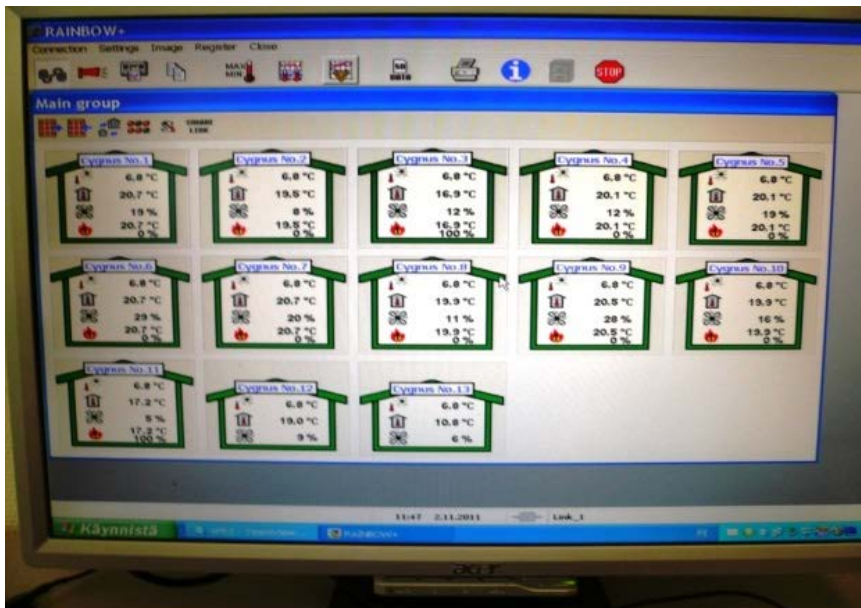 RAINBOW+
Connection Settings Image Register Close
MAX
MIN
SD
DATA
i
STOP
Main group
LINK
Cygnus No.1
6.8 °C
20.7 °C
19 %
20.7 °C
0 %
Cygnus No.2
6.8 °C
19.5 °C
8 %
19.5 °C
0 %
Cygnus No.3
6.8 °C
16.9 °C
12 %
16.9 °C
100 %
Cygnus No.4
6.8 °C
20.1 °C
12 %
20.1 °C
0 %
Cygnus No.5
6.8 °C
20.1 °C
19 %
20.1 °C
0 %
Cygnus No.6
6.8 °C
20.7 °C
29 %
20.7 °C
0 %
Cygnus No.7
6.8 °C
20.7 °C
20 %
20.7 °C
0 %
Cygnus No.8
6.8 °C
19.9 °C
11 %
19.9 °C
0 %
Cygnus No.9
6.8 °C
20.5 °C
28 %
20.5 °C
0 %
Cygnus No.10
6.8 °C
19.9 °C
16 %
19.9 °C
0 %
Cygnus No.11
6.8 °C
17.2 °C
5 %
17.2 °C
100 %
Cygnus No.12
6.8 °C
19.0 °C
9 %
Cygnus No.13
6.8 °C
10.8 °C
6 %
11:47 2.11.2011 Link_1
Käynnistä
RAINBOW+
FI
acer